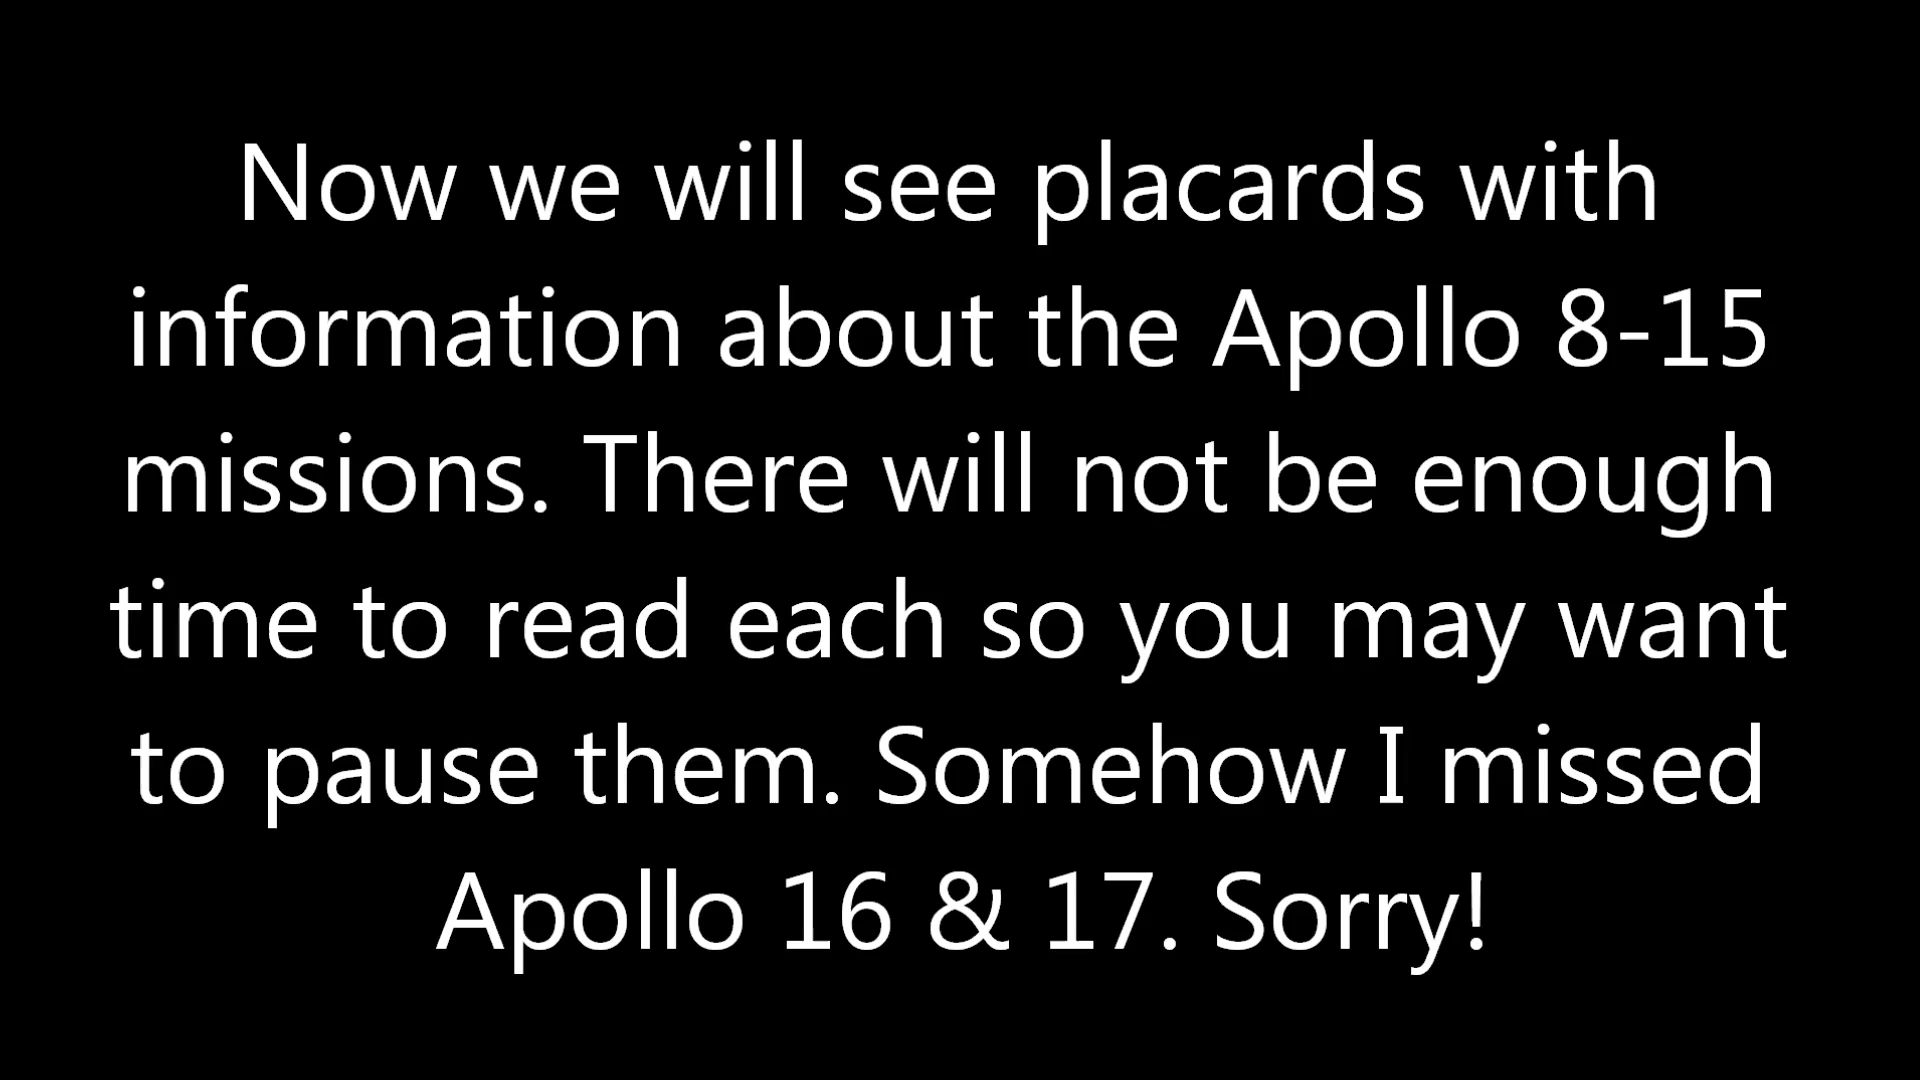 Now we will see placards with
information about the Apollo 8-15
missions. There will not be enough
time to read each so you may want
to pause them. Somehow I missed
Apollo 16 & 17. Sorry!